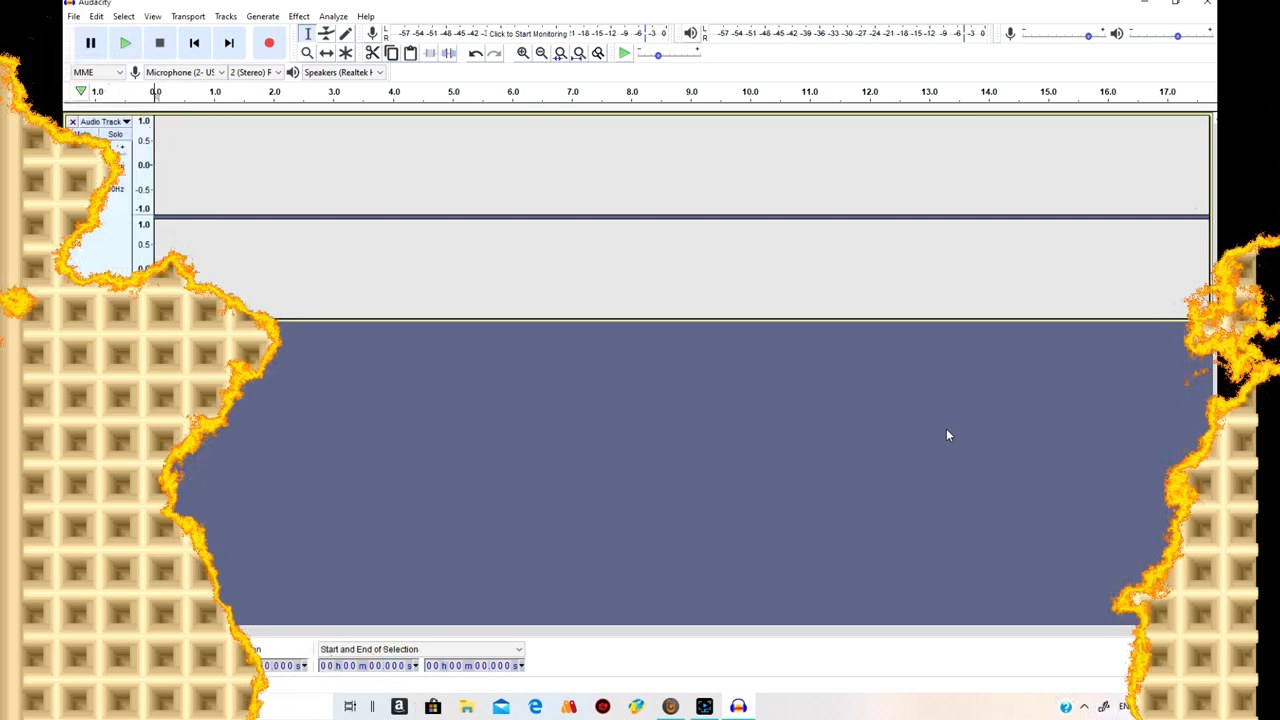 Audacity
File Edit Select View Transport Tracks Generate Effect Analyze Help
L R -57 -54 -51 -48 -45 -42 - Click to Start Monitoring !1 -18 -15 -12 -9 -6 -3 0 L R -57 -54 -51 -48 -45 -42 -39 -36 -33 -30 -27 -24 -21 -18 -15 -12 -9 -6 -3 0
MME Microphone (2- US 2 (Stereo) R Speakers (Realtek H
1.0 0.0 1.0 2.0 3.0 4.0 5.0 6.0 7.0 8.0 9.0 10.0 11.0 12.0 13.0 14.0 15.0 16.0 17.0
Audio Track 1.0
Solo
0.5
0.0
0Hz -0.5
-1.0
1.0
0.5
Start and End of Selection
00 h 00 m 00.000 s 00 h 00 m 00.000 s